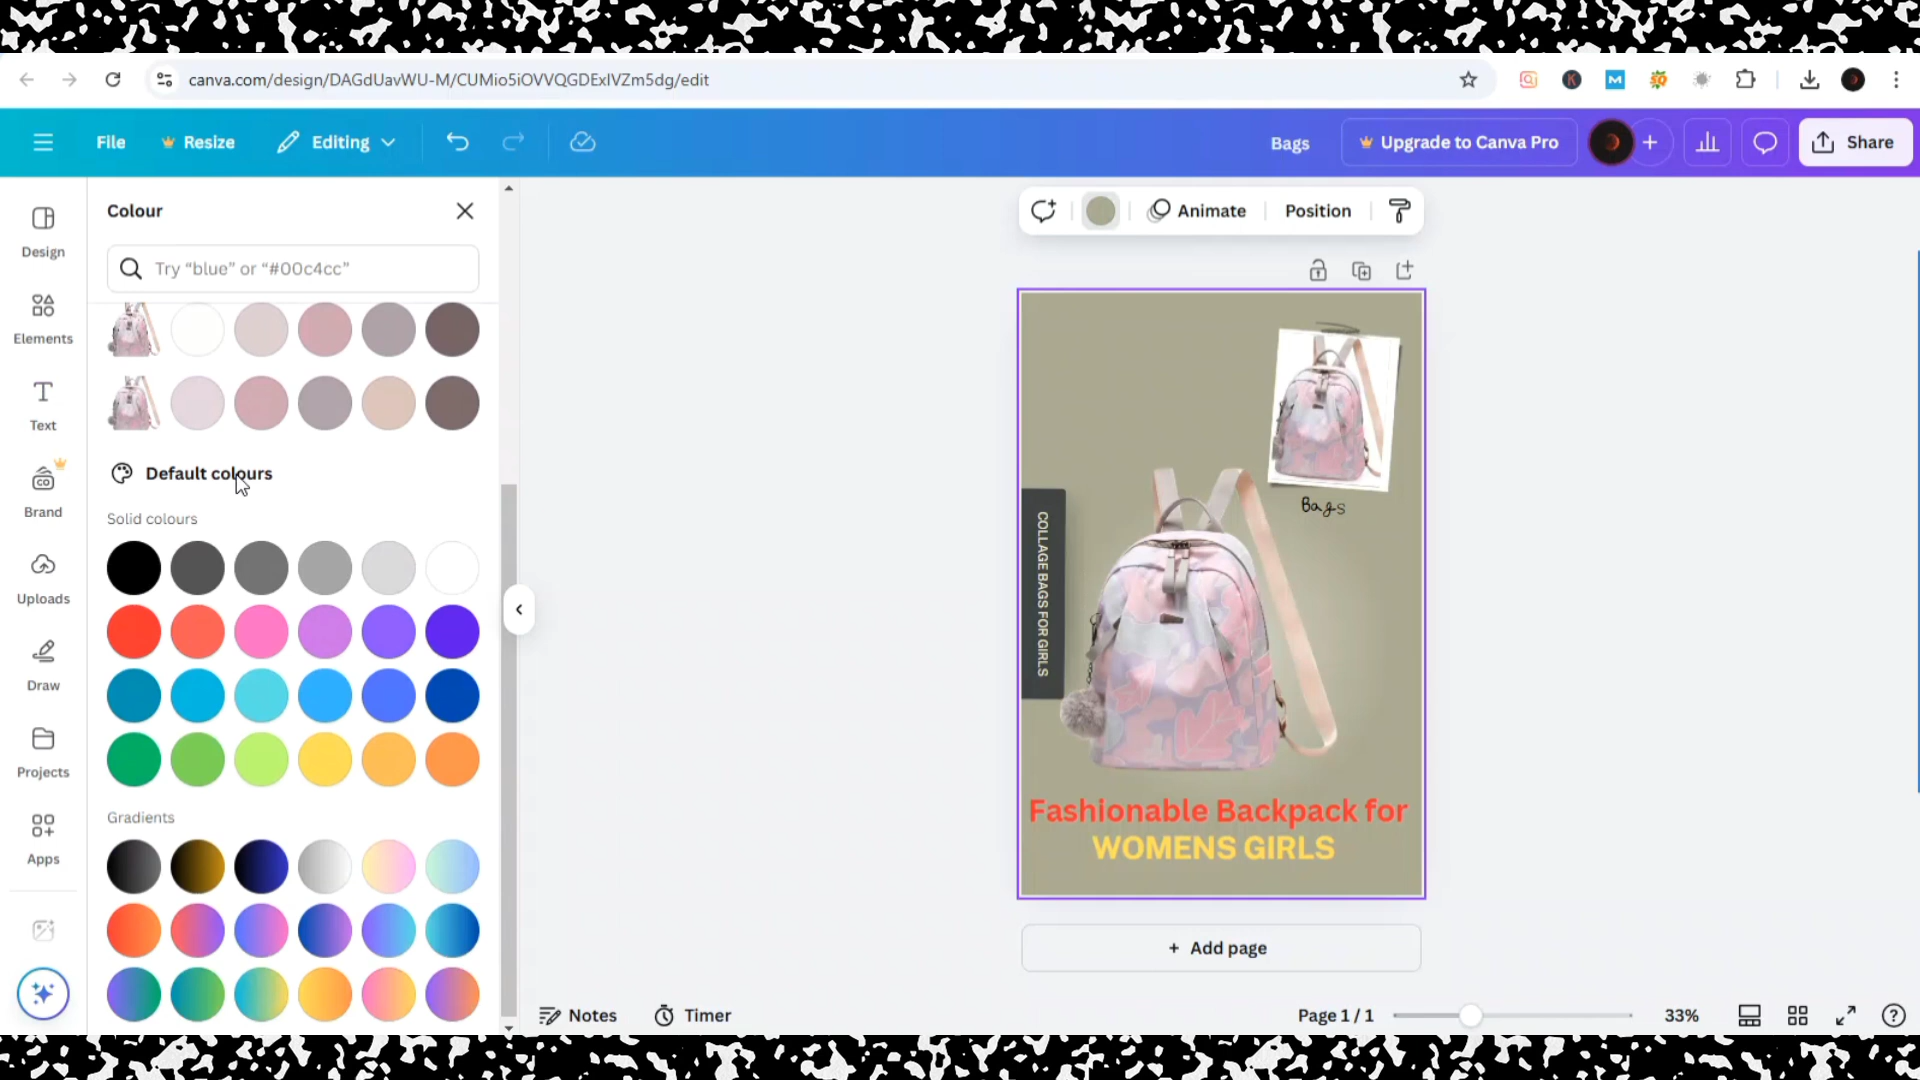 canva.com/design/DAGdUavWU-M/CUMio5iOVVQGDExIVZm5dg/edit
File
Resize
Editing
Bags
Upgrade to Canva Pro
Share
Design
Elements
Text
Brand
Uploads
Draw
Projects
Apps
Colour
Try “blue” or “#00c4cc”
Default colours
Solid colours
Gradients
Animate
Position
Bags
COLLAGE BAGS FOR GIRLS
Fashionable Backpack for
WOMENS GIRLS
+ Add page
Notes
Timer
Page 1 / 1
33%